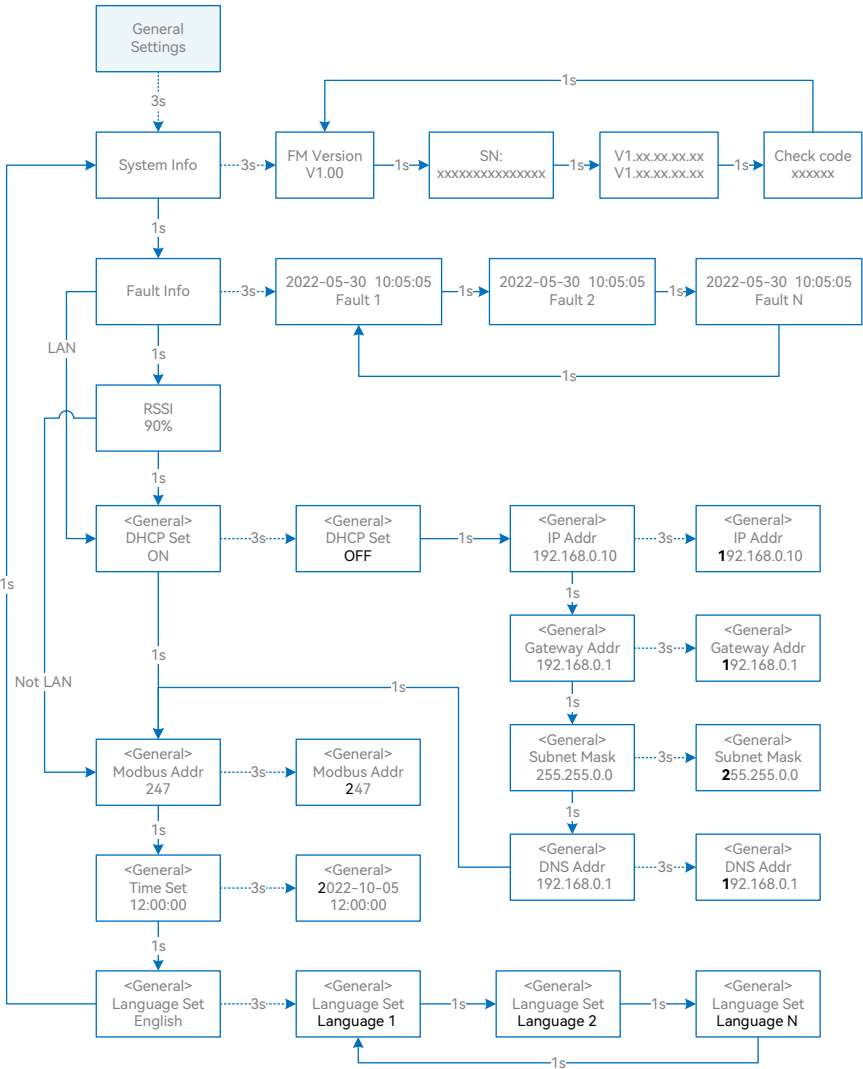 General
Settings
3s
1s
System Info
3s
FM Version
V1.00
1s
SN:
xxxxxxxxxxxxxxx
1s
V1.xx.xx.xx.xx
V1.xx.xx.xx.xx
1s
Check code
xxxxxx
1s
Fault Info
3s
2022-05-30 10:05:05
Fault 1
1s
2022-05-30 10:05:05
Fault 2
1s
2022-05-30 10:05:05
Fault N
LAN
1s
1s
RSSI
90%
1s
<General>
DHCP Set
ON
3s
<General>
DHCP Set
OFF
1s
<General>
IP Addr
192.168.0.10
3s
<General>
IP Addr
192.168.0.10
1s
1s
<General>
Gateway Addr
192.168.0.1
3s
<General>
Gateway Addr
192.168.0.1
1s
Not LAN
1s
1s
<General>
Modbus Addr
247
3s
<General>
Modbus Addr
247
<General>
Subnet Mask
255.255.0.0
3s
<General>
Subnet Mask
255.255.0.0
1s
1s
<General>
Time Set
12:00:00
3s
<General>
2022-10-05
12:00:00
<General>
DNS Addr
192.168.0.1
3s
<General>
DNS Addr
192.168.0.1
1s
<General>
Language Set
English
3s
<General>
Language Set
Language 1
1s
<General>
Language Set
Language 2
1s
<General>
Language Set
Language N
1s